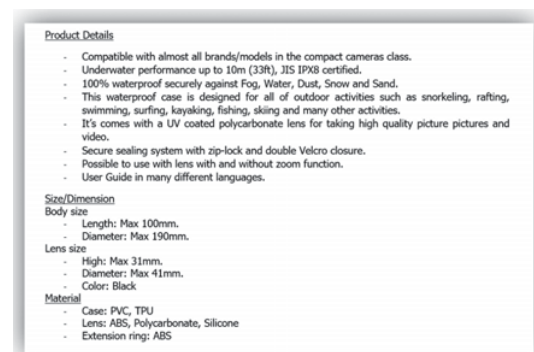 Product Details
- Compatible with almost all brands/models in the compact cameras class.
- Underwater performance up to 10m (33ft), JIS IPX8 certified.
- 100% waterproof securely against Fog, Water, Dust, Snow and Sand.
- This waterproof case is designed for all of outdoor activities such as snorkeling, rafting,
swimming, surfing, kayaking, fishing, skiing and many other activities.
- It's comes with a UV coated polycarbonate lens for taking high quality picture pictures and
video.
- Secure sealing system with zip-lock and double Velcro closure.
- Possible to use with lens with and without zoom function.
- User Guide in many different languages.
Size/Dimension
Body size
- Length: Max 100mm.
- Diameter: Max 190mm.
Lens size
- High: Max 31mm.
- Diameter: Max 41mm.
- Color: Black
Material
- Case: PVC, TPU
- Lens: ABS, Polycarbonate, Silicone
- Extension ring: ABS